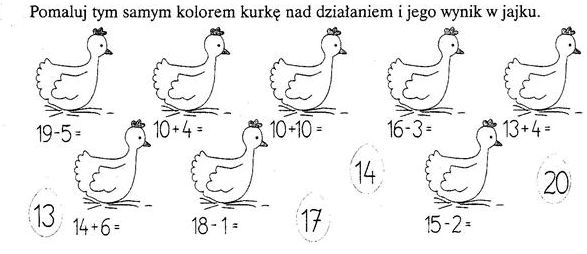 Pomaluj tym samym kolorem kurkę nad działaniem i jego wynik w jajku.
19-5= 10+4= 10+10= 16-3= 13+4=
14 20
13 14+6= 18-1= 17 15-2=